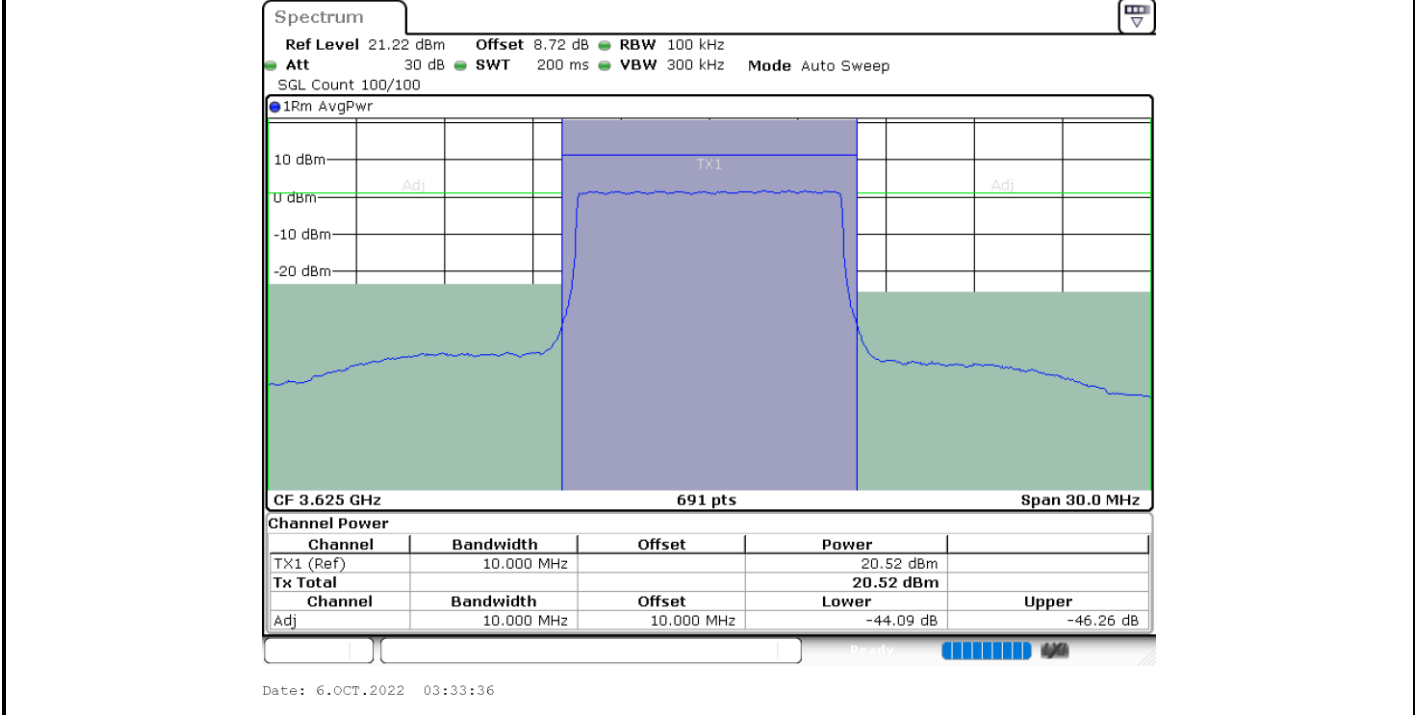 Spectrum
Ref Level 21.22 dBm Offset 8.72 dB RBW 100 kHz
Att 30 dB SWT 200 ms VBW 300 kHz Mode Auto Sweep
SGL Count 100/100
1Rm AvgPwr
10 dBm
TX1
Adj Adj
0 dBm
-10 dBm
-20 dBm
CF 3.625 GHz 691 pts Span 30.0 MHz
Channel Power
Channel Bandwidth Offset Power
TX1 (Ref) 10.000 MHz 20.52 dBm
Tx Total 20.52 dBm
Channel Bandwidth Offset Lower Upper
Adj 10.000 MHz 10.000 MHz -44.09 dB -46.26 dB
Ready
Date: 6.OCT.2022 03:33:36